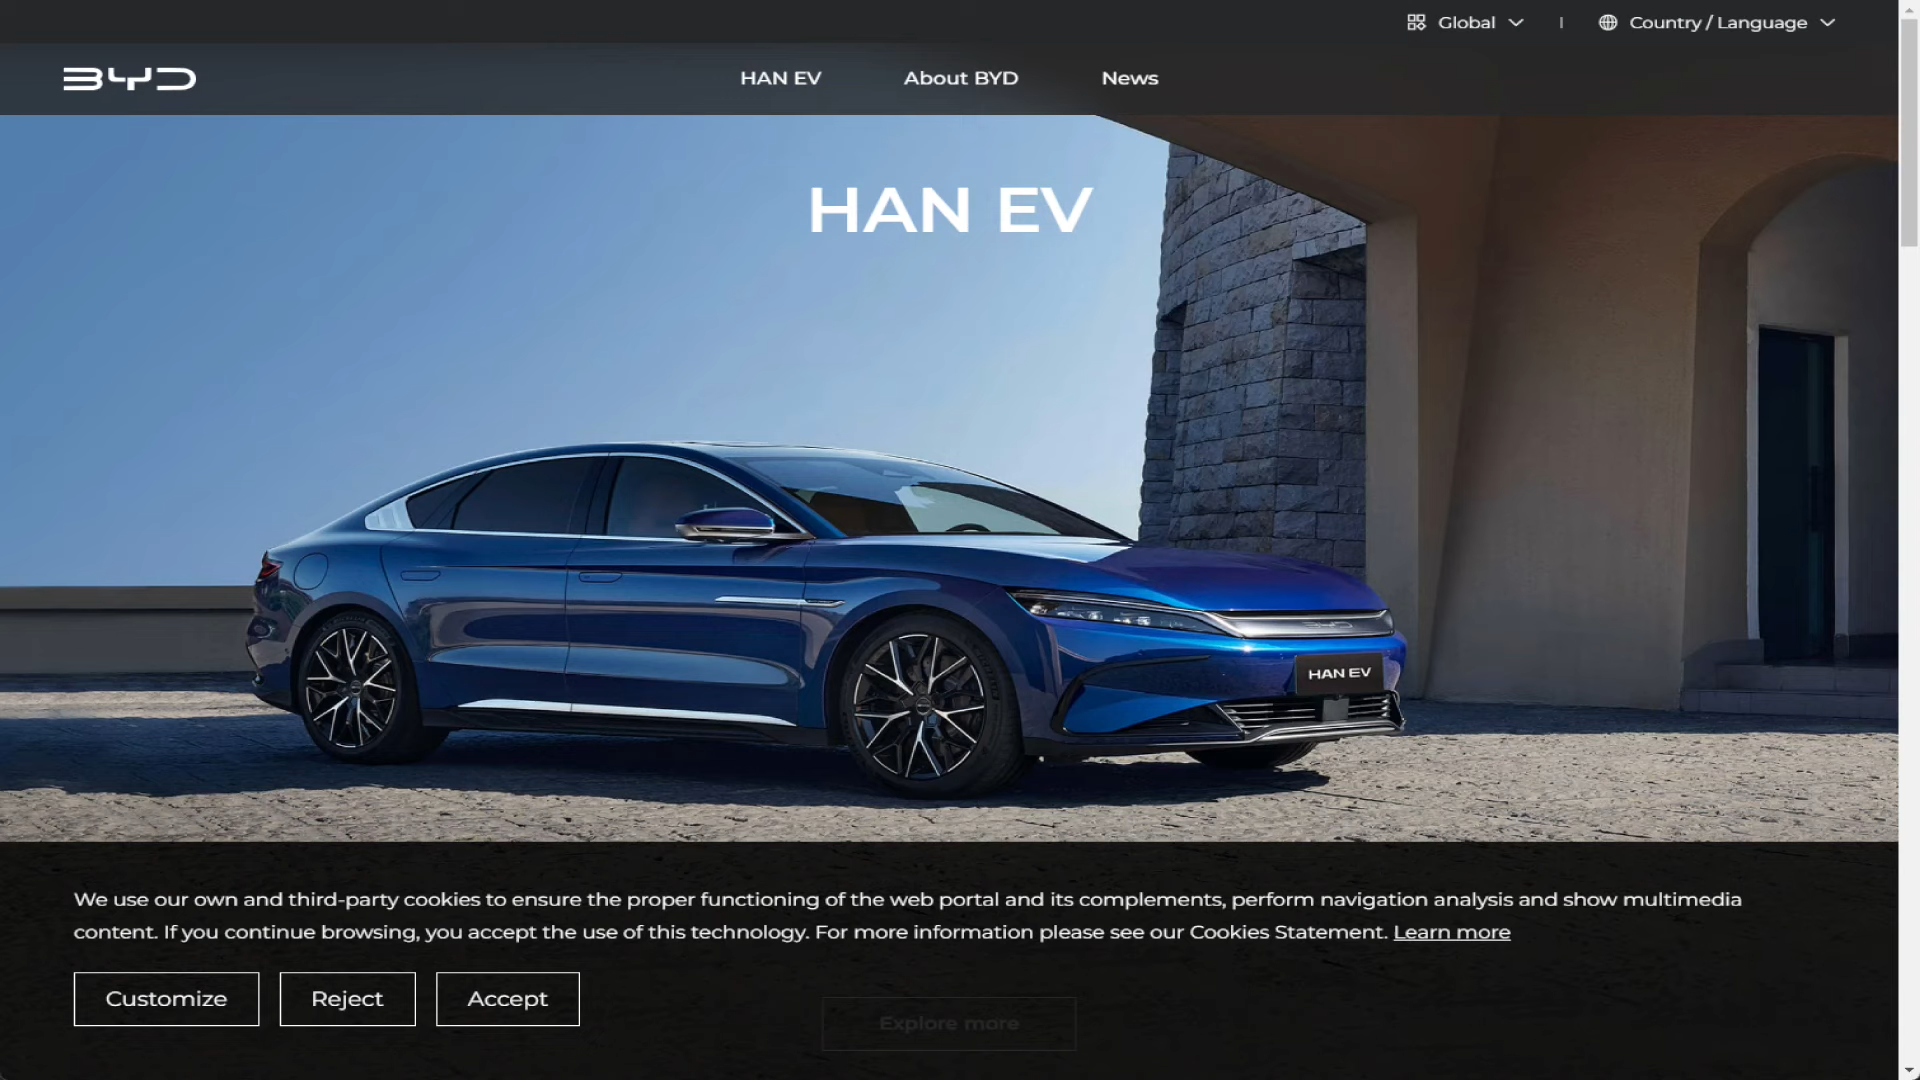 Global
Country / Language
BYD
HAN EV
About BYD
News
HAN EV
BYD
HAN EV
We use our own and third-party cookies to ensure the proper functioning of the web portal and its complements, perform navigation analysis and show multimedia
content. If you continue browsing, you accept the use of this technology. For more information please see our Cookies Statement. Learn more
Customize
Reject
Accept
Explore more